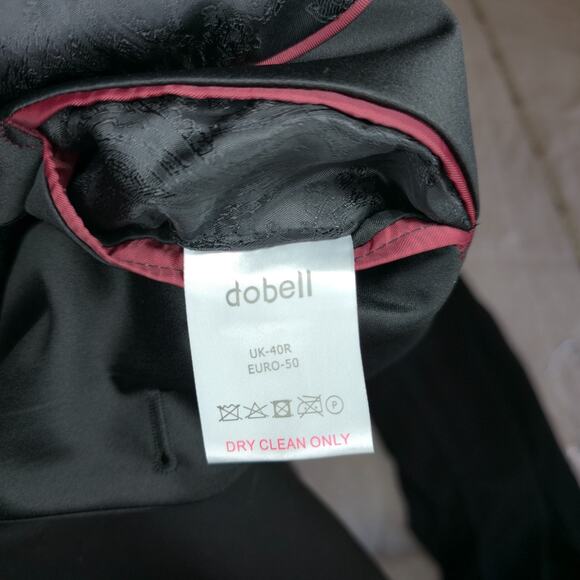 dobell
UK-40R
EURO-50
P
DRY CLEAN ONLY